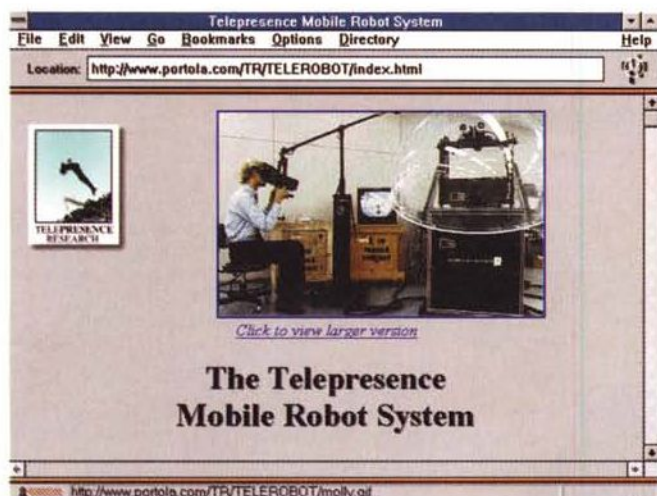 Telepresence Mobile Robot System
File Edit View Go Bookmarks Options Directory Help
Location: http://www.portola.com/TR/TELEROBOT/index.html
TELEPRESENCE
RESEARCH
Click to view larger version
The Telepresence
Mobile Robot System
http://www.portola.com/TR/TELEROBOT/molly.gif